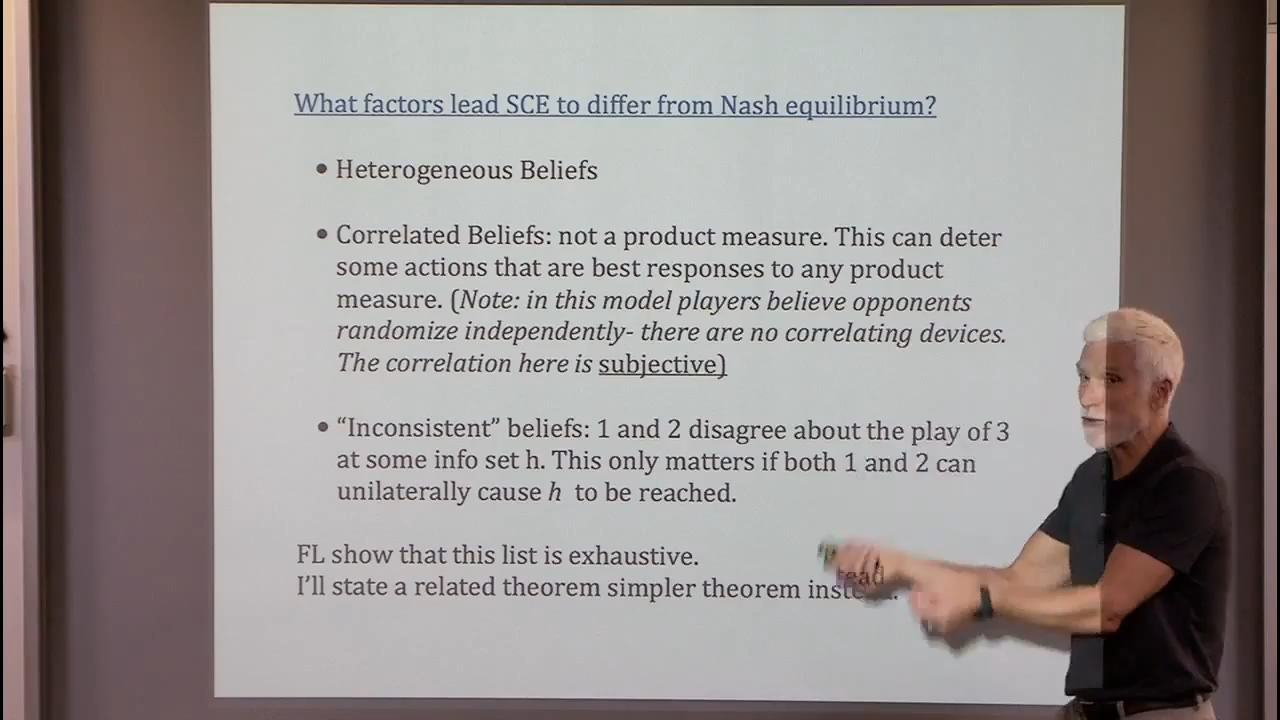 What factors lead SCE to differ from Nash equilibrium?
• Heterogeneous Beliefs
• Correlated Beliefs: not a product measure. This can deter
some actions that are best responses to any product
measure. (Note: in this model players believe opponents
randomize independently- there are no correlating devices.
The correlation here is subjective)
• “Inconsistent” beliefs: 1 and 2 disagree about the play of 3
at some info set h. This only matters if both 1 and 2 can
unilaterally cause h to be reached.
FL show that this list is exhaustive.
I’ll state a related theorem simpler theorem instead.